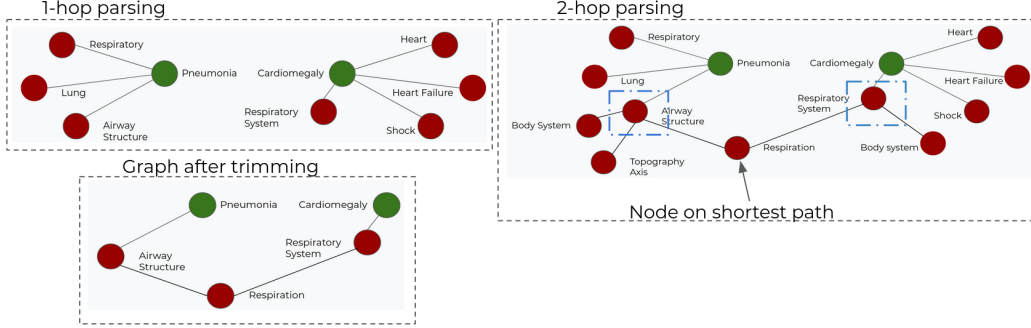 1-hop parsing
Respiratory
Pneumonia
Lung
Airway
Structure
Heart
Cardiomegaly
Respiratory
System
Heart Failure
Shock
2-hop parsing
Respiratory
Pneumonia
Lung
Airway
Structure
Body System
Topography
Axis
Respiration
Heart
Cardiomegaly
Respiratory
System
Heart Failure
Shock
Body system
Node on shortest path
Graph after trimming
Pneumonia
Cardiomegaly
Airway
Structure
Respiratory
System
Respiration